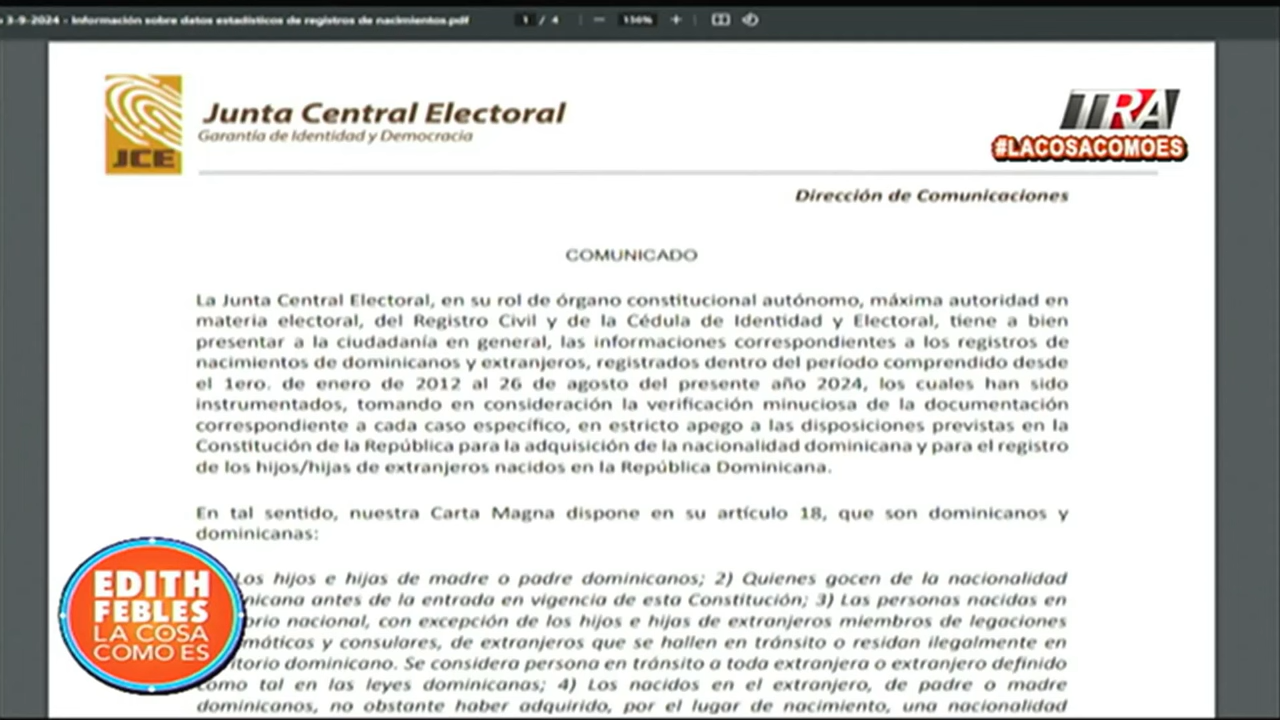 3-9-2024 - Información sobre datos estadísticos de registros de nacimientos.pdf
1 / 4
136%
JCE
Junta Central Electoral
Garantía de Identidad y Democracia
TRA
#LACOSACOMOES
Dirección de Comunicaciones
COMUNICADO
La Junta Central Electoral, en su rol de órgano constitucional autónomo, máxima autoridad en
materia electoral, del Registro Civil y de la Cédula de Identidad y Electoral, tiene a bien
presentar a la ciudadanía en general, las informaciones correspondientes a los registros de
nacimientos de dominicanos y extranjeros, registrados dentro del período comprendido desde
el 1ero. de enero de 2012 al 26 de agosto del presente año 2024, los cuales han sido
instrumentados, tomando en consideración la verificación minuciosa de la documentación
correspondiente a cada caso específico, en estricto apego a las disposiciones previstas en la
Constitución de la República para la adquisición de la nacionalidad dominicana y para el registro
de los hijos/hijas de extranjeros nacidos en la República Dominicana.
En tal sentido, nuestra Carta Magna dispone en su artículo 18, que son dominicanos y
dominicanas:
Los hijos e hijas de madre o padre dominicanos; 2) Quienes gocen de la nacionalidad
nicana antes de la entrada en vigencia de esta Constitución; 3) Las personas nacidas en
orio nacional, con excepción de los hijos e hijas de extranjeros miembros de legaciones
máticas y consulares, de extranjeros que se hallen en tránsito o residan ilegalmente en
itorio dominicano. Se considera persona en tránsito a toda extranjera o extranjero definido
como tal en las leyes dominicanas; 4) Los nacidos en el extranjero, de padre o madre
dominicanos, no obstante haber adquirido, por el lugar de nacimiento, una nacionalidad
EDITH
FEBLES
LA COSA
COMO ES